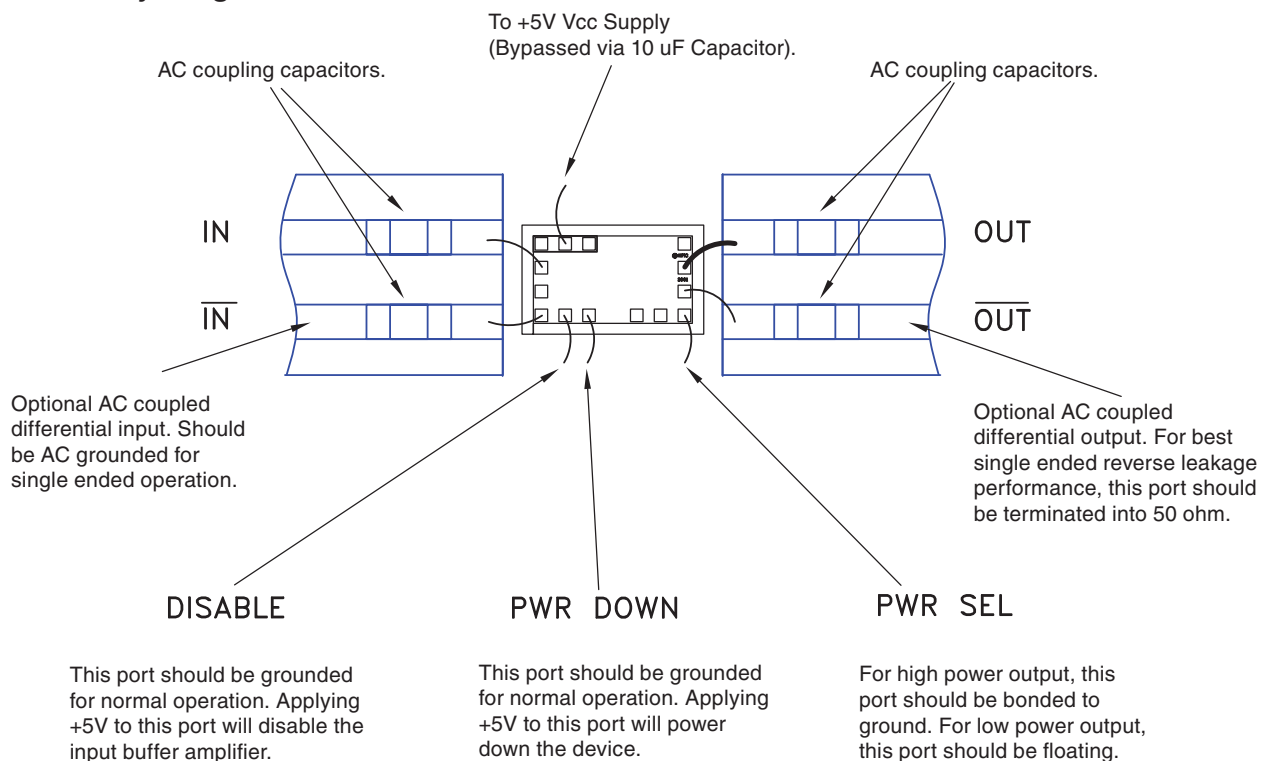 To +5V Vcc Supply
(Bypassed via 10 uF Capacitor).
AC coupling capacitors.
AC coupling capacitors.
IN
OUT
IN
OUT
Optional AC coupled
differential input. Should
be AC grounded for
single ended operation.
Optional AC coupled
differential output. For best
single ended reverse leakage
performance, this port should
be terminated into 50 ohm.
DISABLE
PWR DOWN
PWR SEL
This port should be grounded
for normal operation. Applying
+5V to this port will disable the
input buffer amplifier.
This port should be grounded
for normal operation. Applying
+5V to this port will power
down the device.
For high power output, this
port should be bonded to
ground. For low power output,
this port should be floating.